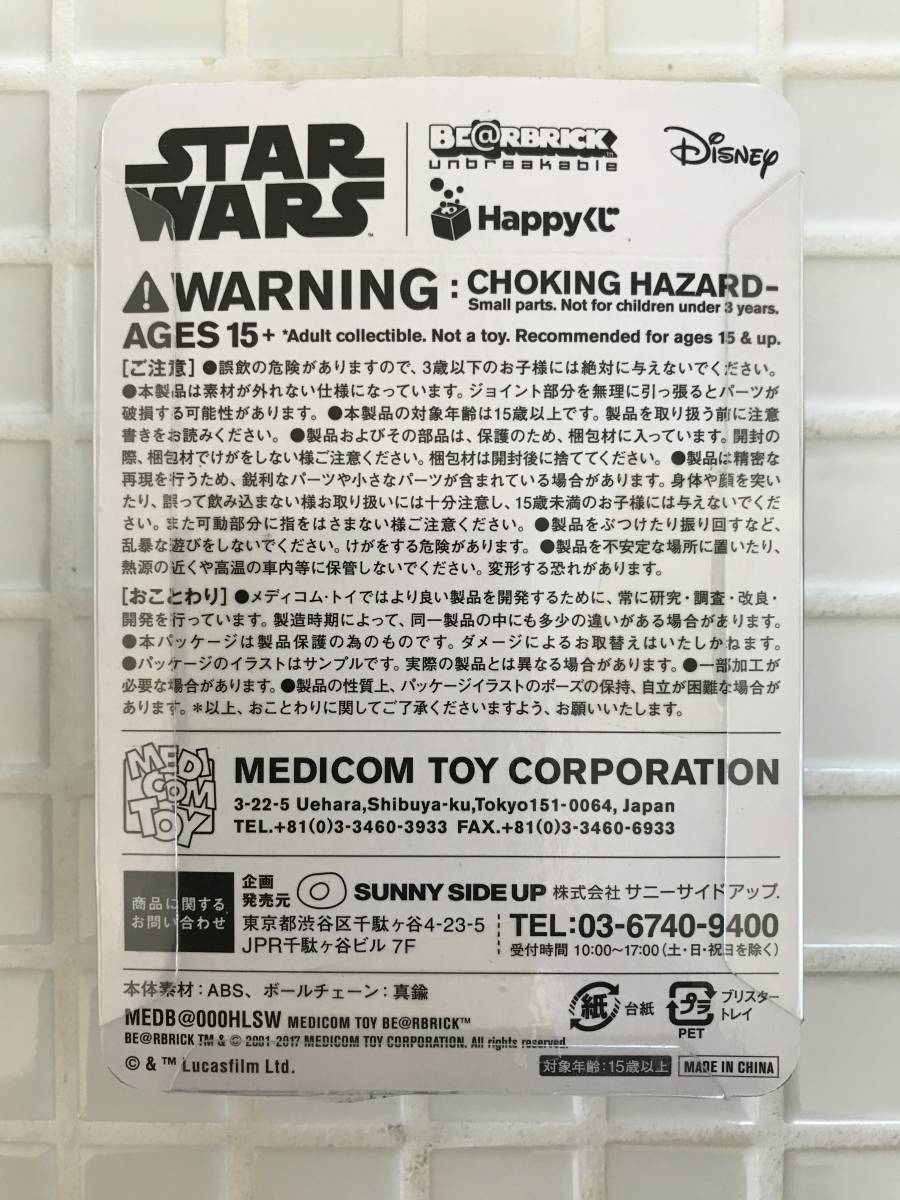 STAR WARS™
BE@RBRICK™
unbreakable
Happyくじ
Disney
WARNING : CHOKING HAZARD–
Small parts. Not for children under 3 years.
AGES 15+ *Adult collectible. Not a toy. Recommended for ages 15 & up.
[ご注意] ●誤飲の危険がありますので、3歳以下のお子様には絶対に与えないでください。
●本製品は素材が外れない仕様になっています。ジョイント部分を無理に引っ張るとパーツが
破損する可能性があります。 ●本製品の対象年齢は15歳以上です。製品を取り扱う前に注意
書きをお読みください。 ●製品およびその部品は、保護のため、梱包材に入っています。開封の
際、梱包材でけがをしない様ご注意ください。梱包材は開封後に捨ててください。 ●製品は精密な
再現を行うため、鋭利なパーツや小さなパーツが含まれている場合があります。身体や顔を突い
たり、誤って飲み込まない様お取り扱いには十分注意し、15歳未満のお子様には与えないでくだ
さい。また可動部分に指をはさまない様ご注意ください。 ●製品をぶつけたり振り回すなど、
乱暴な遊びをしないでください。けがをする危険があります。 ●製品を不安定な場所に置いたり、
熱源の近くや高温の車内等に保管しないでください。変形する恐れがあります。
[おことわり] ●メディコム・トイではより良い製品を開発するために、常に研究・調査・改良・
開発を行っています。製造時期によって、同一製品の中にも多少の違いがある場合があります。
●本パッケージは製品保護の為のものです。ダメージによるお取替えはいたしかねます。
●パッケージのイラストはサンプルです。実際の製品とは異なる場合があります。●一部加工が
必要な場合があります。●製品の性質上、パッケージイラストのポーズの保持、自立が困難な場合が
あります。＊以上、おことわりに関してご了承くださいますよう、お願いいたします。
MEDICOM TOY
MEDICOM TOY CORPORATION
3-22-5 Uehara,Shibuya-ku,Tokyo151-0064, Japan
TEL.+81(0)3-3460-3933 FAX.+81(0)3-3460-6933
商品に関する
お問い合わせ
企画
発売元
SUNNY SIDE UP 株式会社 サニーサイドアップ.
東京都渋谷区千駄ヶ谷4-23-5
JPR千駄ヶ谷ビル 7F
TEL:03-6740-9400
受付時間 10:00〜17:00(土・日・祝日を除く)
本体素材：ABS、ボールチェーン：真鍮
MEDB@000HLSW MEDICOM TOY BE@RBRICK™
BE@RBRICK TM & © 2001-2017 MEDICOM TOY CORPORATION. All rights reserved.
© & ™ Lucasfilm Ltd.
紙 台紙
プラ ブリスター
トレイ
PET
対象年齢：15歳以上
MADE IN CHINA